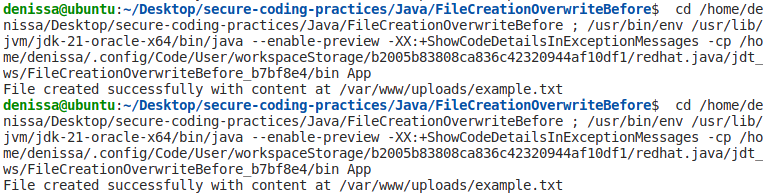 denissa@ubuntu:~/Desktop/secure-coding-practices/Java/FileCreationOverwriteBefore$  cd /home/de
nissa/Desktop/secure-coding-practices/Java/FileCreationOverwriteBefore ; /usr/bin/env /usr/lib/
jvm/jdk-21-oracle-x64/bin/java --enable-preview -XX:+ShowCodeDetailsInExceptionMessages -cp /ho
me/denissa/.config/Code/User/workspaceStorage/b2005b83808ca836c42320944af10df1/redhat.java/jdt_
ws/FileCreationOverwriteBefore_b7bf8e4/bin App
File created successfully with content at /var/www/uploads/example.txt
denissa@ubuntu:~/Desktop/secure-coding-practices/Java/FileCreationOverwriteBefore$  cd /home/de
nissa/Desktop/secure-coding-practices/Java/FileCreationOverwriteBefore ; /usr/bin/env /usr/lib/
jvm/jdk-21-oracle-x64/bin/java --enable-preview -XX:+ShowCodeDetailsInExceptionMessages -cp /ho
me/denissa/.config/Code/User/workspaceStorage/b2005b83808ca836c42320944af10df1/redhat.java/jdt_
ws/FileCreationOverwriteBefore_b7bf8e4/bin App
File created successfully with content at /var/www/uploads/example.txt